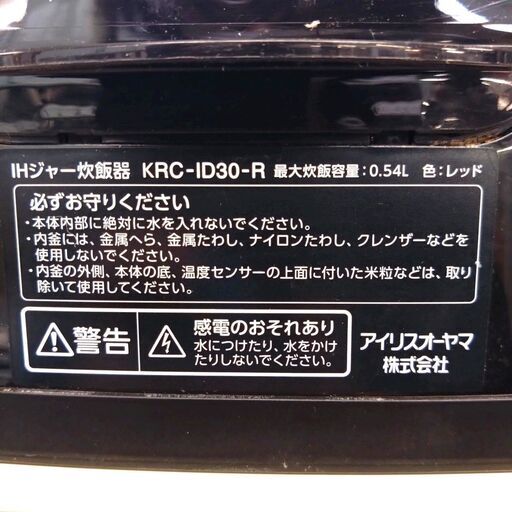 IHジャー炊飯器 KRC-ID30-R 最大炊飯容量：0.54L 色：レッド
必ずお守りください
・本体内部に絶対に水を入れないでください。
・内釜には、金属へら、金属たわし、ナイロンたわし、クレンザーなどを
使用しないでください。
・内釜の外側、本体の底、温度センサーの上面に付いた米粒などは、取り
除いて使用してください。
警告
感電のおそれあり
水につけたり、水をかけ
たりしないでください。
アイリスオーヤマ
株式会社